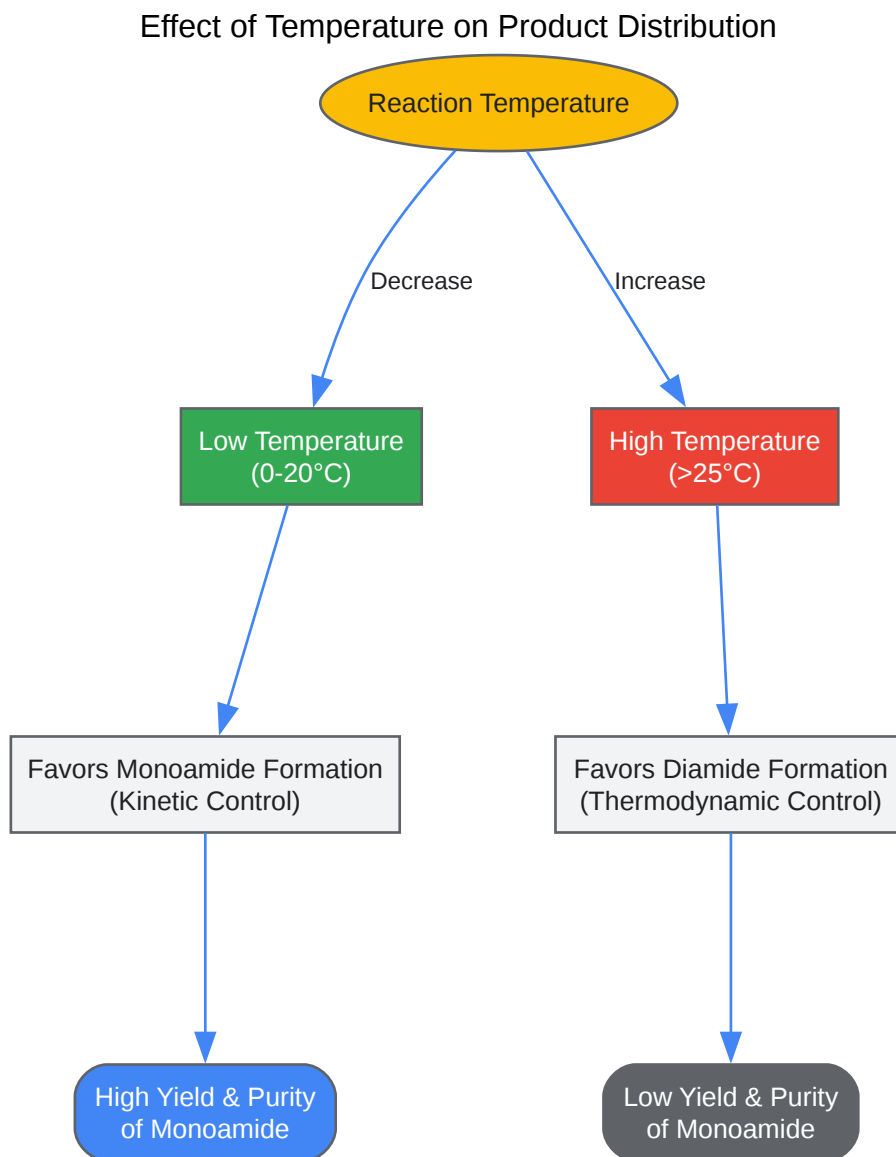 Effect of Temperature on Product Distribution
Reaction Temperature
Decrease
Increase
Low Temperature
(0-20°C)
High Temperature
(>25°C)
Favors Monoamide Formation
(Kinetic Control)
Favors Diamide Formation
(Thermodynamic Control)
High Yield & Purity
of Monoamide
Low Yield & Purity
of Monoamide